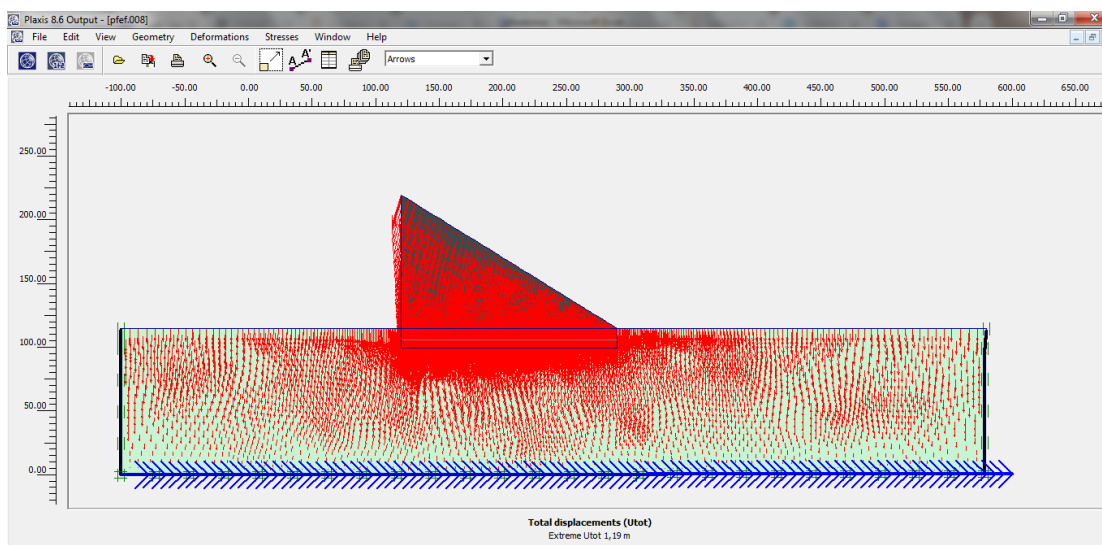 Plaxis 8.6 Output - [pfef.008]
File Edit View Geometry Deformations Stresses Window Help
Arrows
-100.00 -50.00 0.00 50.00 100.00 150.00 200.00 250.00 300.00 350.00 400.00 450.00 500.00 550.00 600.00 650.00
250.00
200.00
150.00
100.00
50.00
0.00
Total displacements (Utot)
Extreme Utot 1,19 m